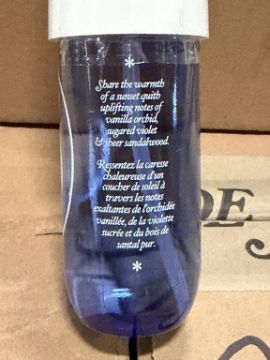 *
Share the warmth
of a sunset with
uplifting notes of
vanilla orchid,
sugared violet
& sheer sandalwood.
Ressentez la caresse
chaleureuse d'un
coucher de soleil à
travers les notes
exaltantes de l'orchidée
vanillée, de la violette
sucrée et du bois de
santal pur.
*
DE